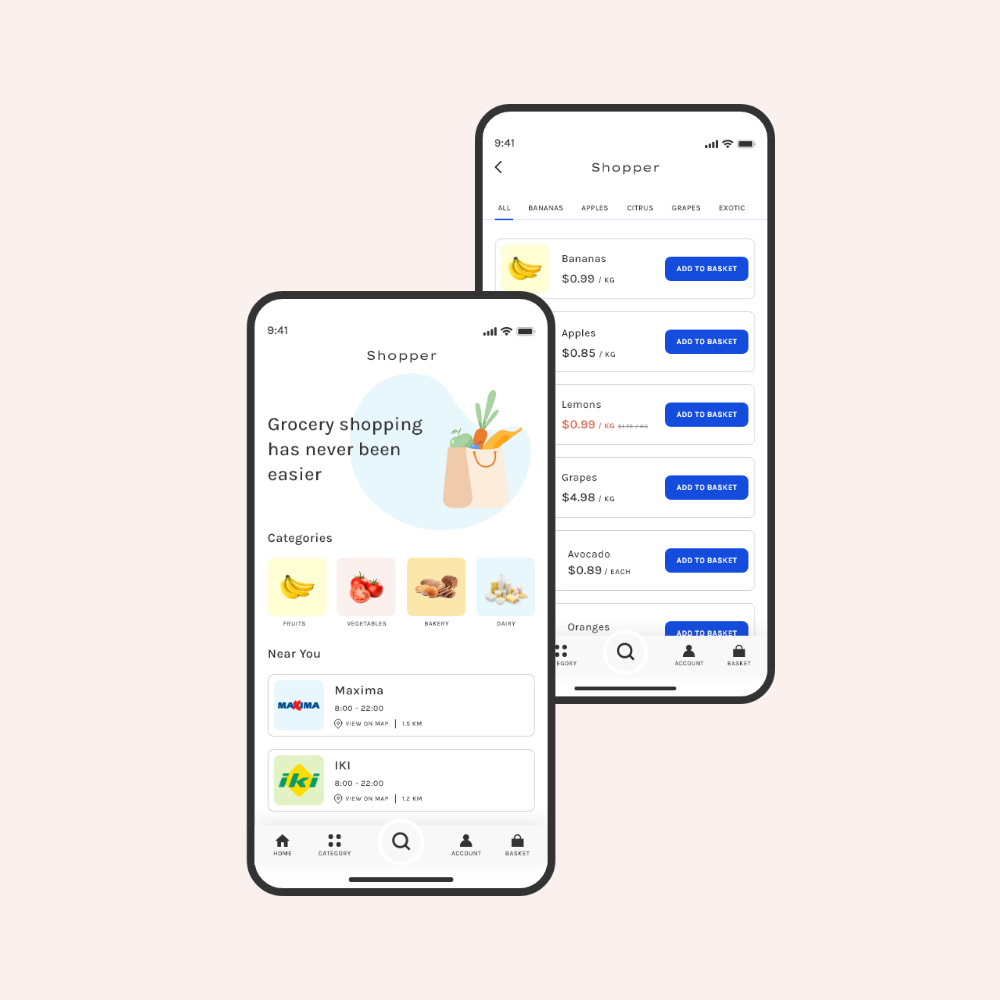 9:41
Shopper
Grocery shopping
has never been
easier
Categories
FRUITS
VEGETABLES
BAKERY
DAIRY
Near You
MAXIMA
Maxima
8:00 - 22:00
VIEW ON MAP | 1.5 KM
iki
IKI
8:00 - 22:00
VIEW ON MAP | 1.2 KM
HOME
CATEGORY
ACCOUNT
BASKET
9:41
Shopper
ALL
BANANAS
APPLES
CITRUS
GRAPES
EXOTIC
Bananas
$0.99 / KG
ADD TO BASKET
Apples
$0.85 / KG
ADD TO BASKET
Lemons
$0.99 / KG
ADD TO BASKET
Grapes
$4.98 / KG
ADD TO BASKET
Avocado
$0.89 / EACH
ADD TO BASKET
Oranges
ADD TO BASKET
EGORY
ACCOUNT
BASKET